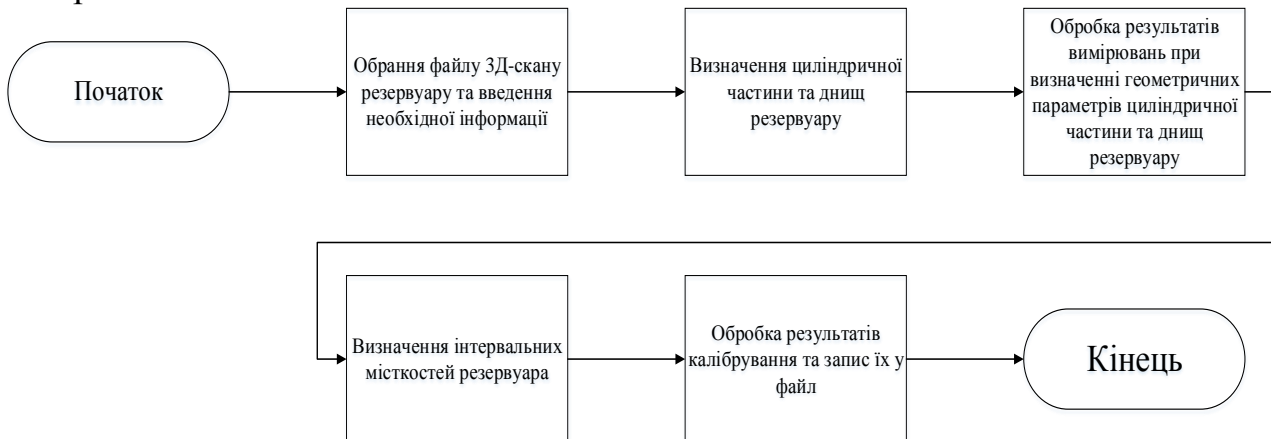 Початок
Обрання файлу 3Д-скану
резервуару та введення
необхідної інформації
Визначення циліндричної
частини та днищ
резервуару
Обробка результатів
вимірювань при
визначенні геометричних
параметрів циліндричної
частини та днищ
резервуару
Визначення інтервальних
місткостей резервуара
Обробка результатів
калібрування та запис їх у
файл
Кінець